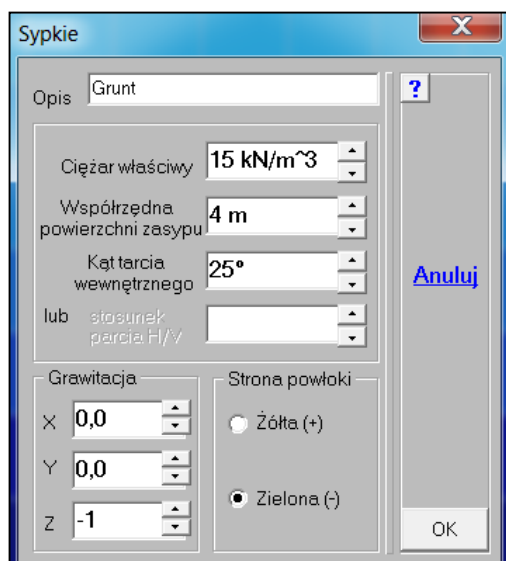 Sypkie
X
Opis Grunt
?
Ciężar właściwy 15 kN/m^3
Współrzędna
powierzchni zasypu 4 m
Kąt tarcia
wewnętrznego 25°
Anuluj
lub stosunek
parcia H/V
Grawitacja
X 0,0
Y 0,0
Z -1
Strona powłoki
Żółta (+)
Zielona (-)
OK